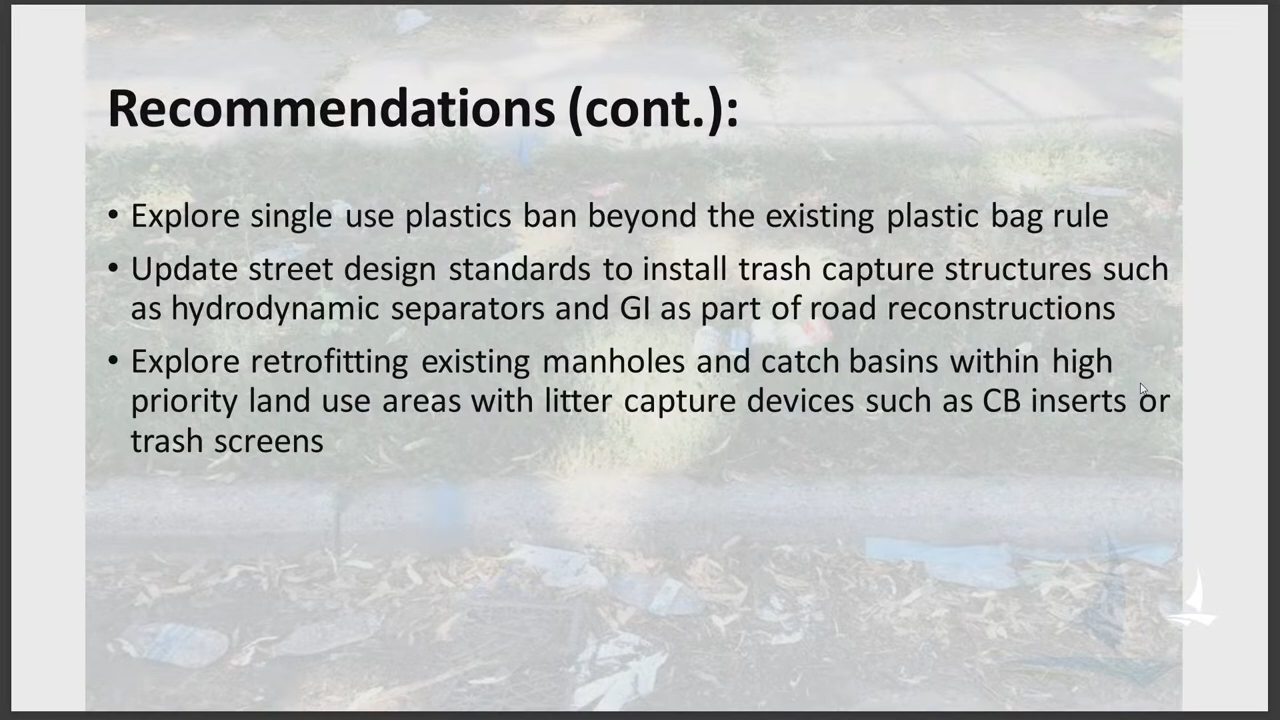 Recommendations (cont.):
• Explore single use plastics ban beyond the existing plastic bag rule
• Update street design standards to install trash capture structures such
as hydrodynamic separators and GI as part of road reconstructions
• Explore retrofitting existing manholes and catch basins within high
priority land use areas with litter capture devices such as CB inserts or
trash screens